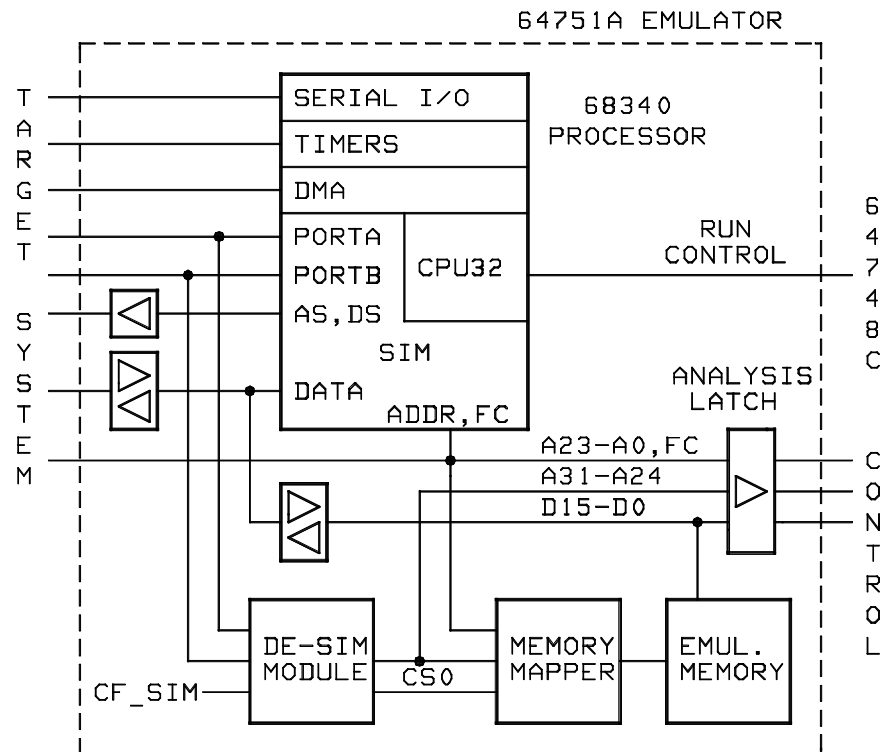 64751A EMULATOR
TARGET SYSTEM
SERIAL I/O
TIMERS
DMA
PORTA
PORTB
AS,DS
SIM
DATA
ADDR,FC
CPU32
68340
PROCESSOR
RUN
CONTROL
64748C
CONTROL
ANALYSIS
LATCH
A23-A0,FC
A31-A24
D15-D0
DE-SIM
MODULE
CF_SIM
CS0
MEMORY
MAPPER
EMUL.
MEMORY